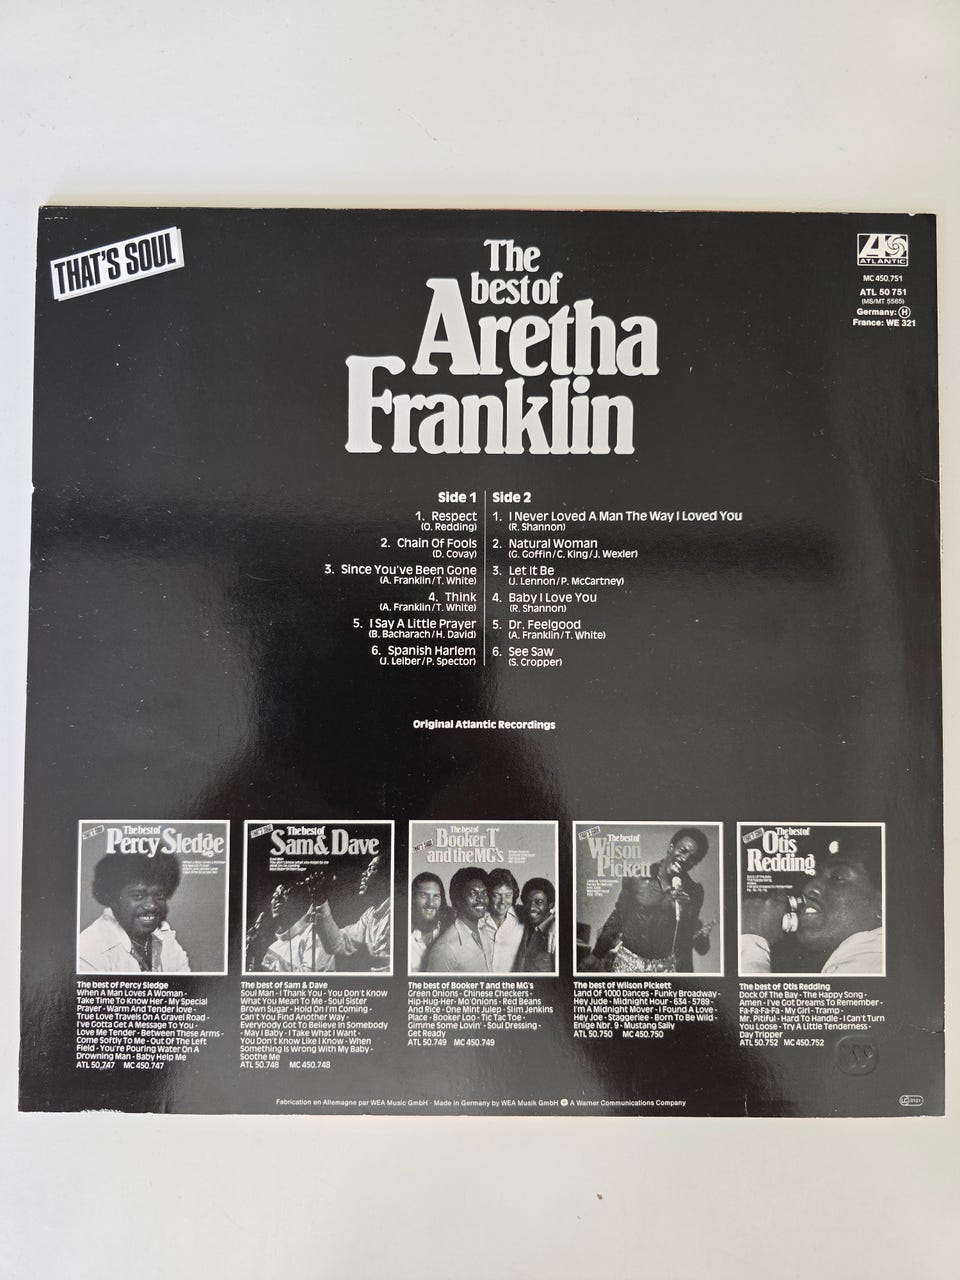 THAT'S SOUL
The
best of
Aretha
Franklin
ATLANTIC
MC 450.751
ATL 50 751
(MS/MT 5565)
Germany: H
France: WE 321
Side 1
1. Respect
(O. Redding)
2. Chain Of Fools
(D. Covay)
3. Since You've Been Gone
(A. Franklin/T. White)
4. Think
(A. Franklin/T. White)
5. I Say A Little Prayer
(B. Bacharach/H. David)
6. Spanish Harlem
(J. Leiber/P. Spector)
Side 2
1. I Never Loved A Man The Way I Loved You
(R. Shannon)
2. Natural Woman
(G. Goffin/C. King/J. Wexler)
3. Let It Be
(J. Lennon/P. McCartney)
4. Baby I Love You
(R. Shannon)
5. Dr. Feelgood
(A. Franklin/T. White)
6. See Saw
(S. Cropper)
Original Atlantic Recordings
The best of
Percy Sledge
The best of Percy Sledge
When A Man Loves A Woman -
Take Time To Know Her - My Special
Prayer - Warm And Tender love -
True Love Travels On A Gravel Road -
I've Gotta Get A Message To You -
Love Me Tender - Between These Arms -
Come Softly To Me - Out Of The Left
Field - You're Pouring Water On A
Drowning Man - Baby Help Me
ATL 50.747 MC 450.747
The best of
Sam & Dave
The best of Sam & Dave
Soul Man - I Thank You - You Don't Know
What You Mean To Me - Soul Sister
Brown Sugar - Hold On I'm Coming -
Can't You Find Another Way -
Everybody Got To Believe In Somebody
- May I Baby - I Take What I Want -
You Don't Know Like I Know - When
Something Is Wrong With My Baby -
Soothe Me
ATL 50.748 MC 450.748
The best of
Booker T
and the MG's
The best of Booker T and the MG's
Green Onions - Chinese Checkers -
Hip-Hug-Her - Mo'Onions - Red Beans
And Rice - One Mint Julep - Slim Jenkins
Place - Booker Loo - Tic Tac Toe -
Gimme Some Lovin' - Soul Dressing -
Get Ready
ATL 50.749 MC 450.749
The best of
Wilson
Pickett
The best of Wilson Pickett
Land Of 1000 Dances - Funky Broadway -
Hey Jude - Midnight Hour - 634 - 5789 -
I'm A Midnight Mover - I Found A Love -
Hey Joe - Staggerlee - Born To Be Wild -
Enige Nbr. 9 - Mustang Sally
ATL 50.750 MC 450.750
The best of
Otis
Redding
The best of Otis Redding
Dock Of The Bay - The Happy Song -
Amen - I've Got Dreams To Remember -
Fa-Fa-Fa-Fa - My Girl - Tramp -
Mr. Pitiful - Hard To Handle - I Can't Turn
You Loose - Try A Little Tenderness -
Day Tripper
ATL 50.752 MC 450.752
Fabrication en Allemagne par WEA Music GmbH · Made in Germany by WEA Musik GmbH A Warner Communications Company
LC 0121